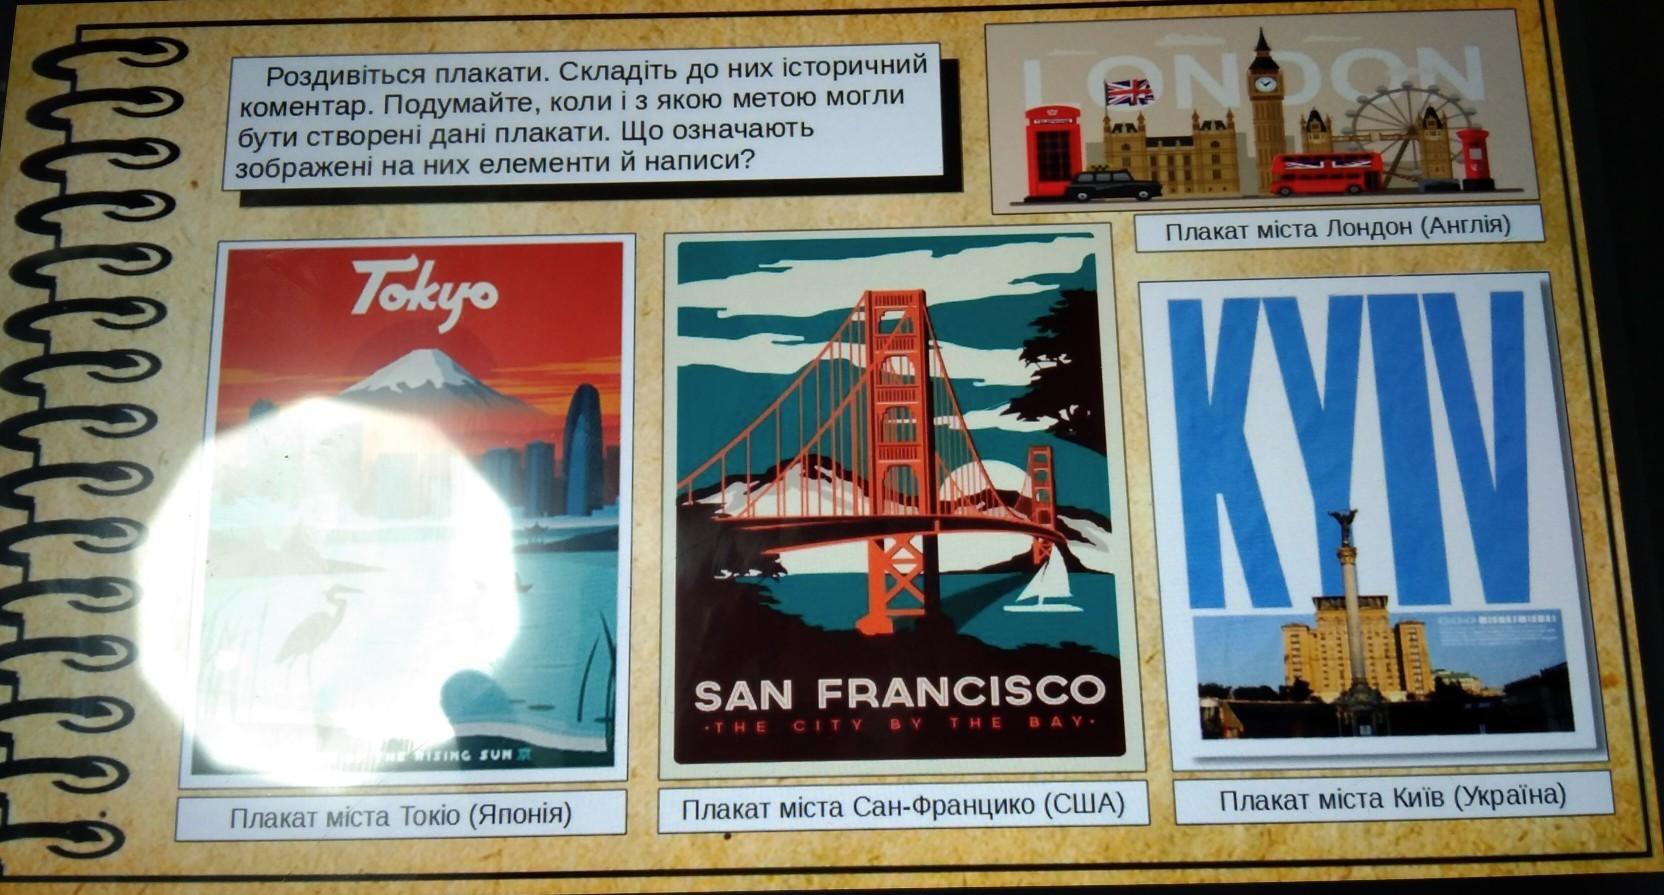 Роздивіться плакати. Складіть до них історичний
коментар. Подумайте, коли і з якою метою могли
бути створені дані плакати. Що означають
зображені на них елементи й написи?
LONDON
TELEPHONE
Плакат міста Лондон (Англія)
Tokyo
THE RISING SUN
Плакат міста Токіо (Японія)
SAN FRANCISCO
·THE CITY BY THE BAY·
Плакат міста Сан-Францико (США)
KYIV
Плакат міста Київ (Україна)